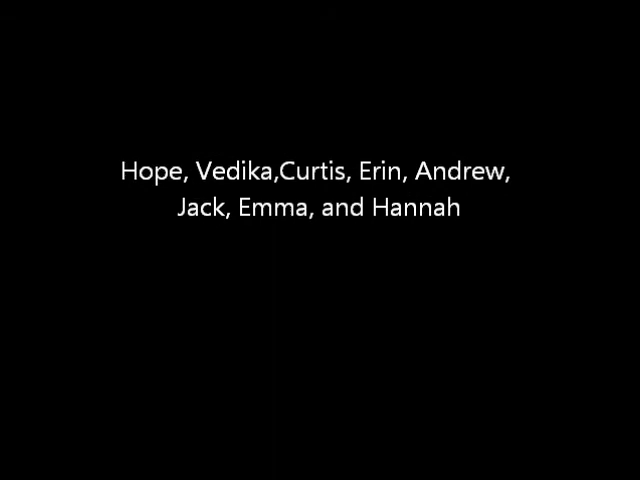 Hope, Vedika,Curtis, Erin, Andrew,
Jack, Emma, and Hannah